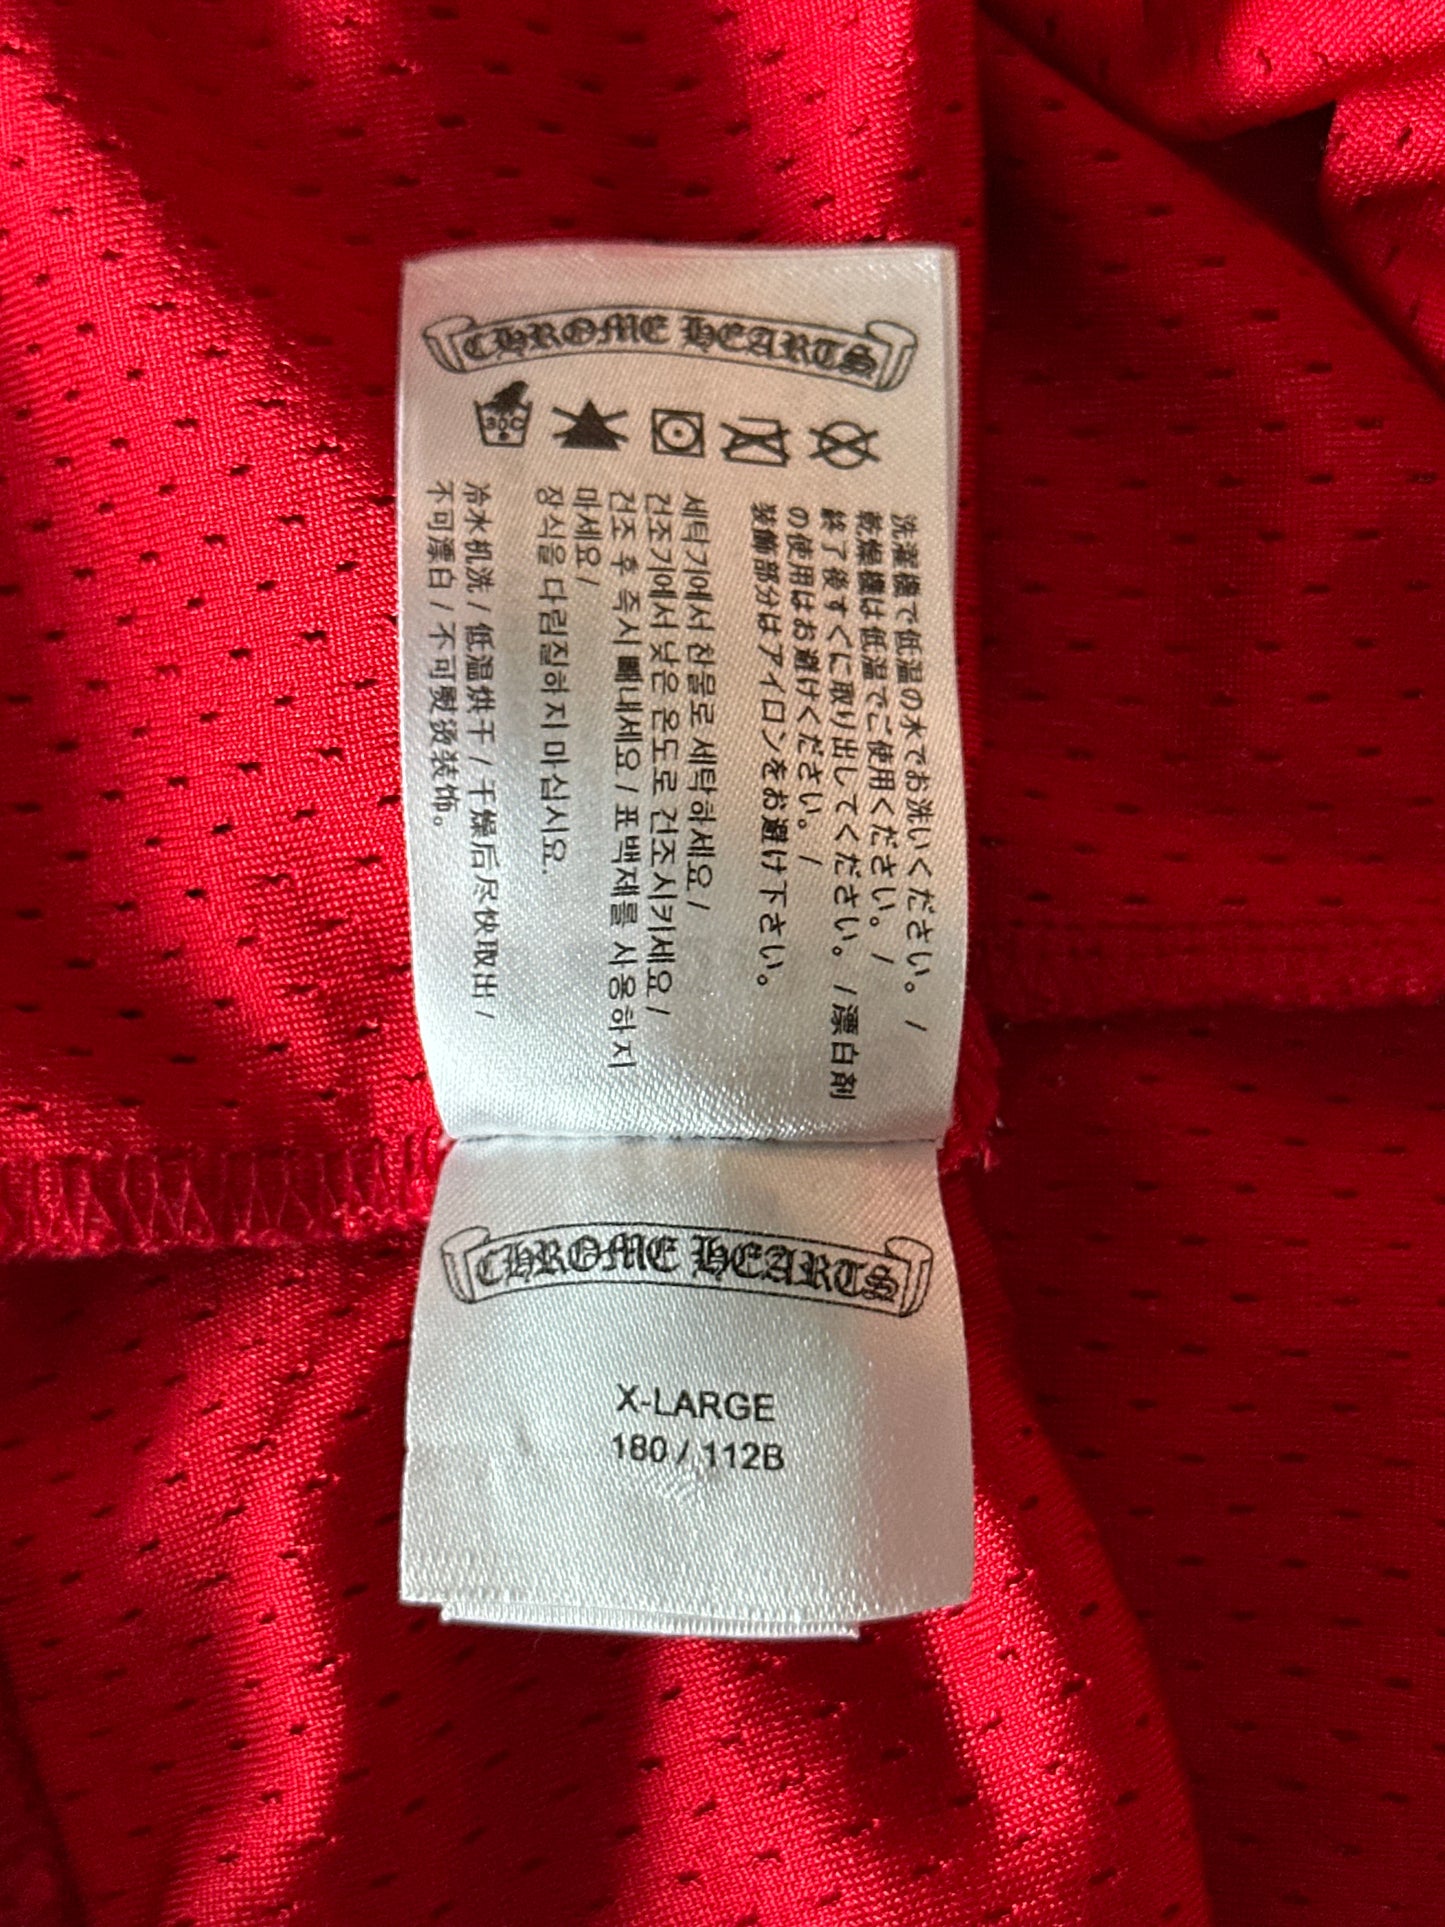 CHROME HEARTS
30C
洗濯機で低温の水でお洗いください。 /
乾燥機は低温でご使用ください。 /
終了後すぐに取り出してください。 /漂白剤
の使用はお避けください。 /
装飾部分はアイロンをお避け下さい。
세탁기에서 찬물로 세탁하세요 /
건조기에서 낮은 온도로 건조시키세요 /
건조 후 즉시 빼내세요 / 표백제를 사용하지
마세요 /
장식을 다림질하지 마십시요.
冷水机洗 / 低温烘干 / 干燥后尽快取出 /
不可漂白 / 不可熨烫装饰。
CHROME HEARTS
X-LARGE
180 / 112B